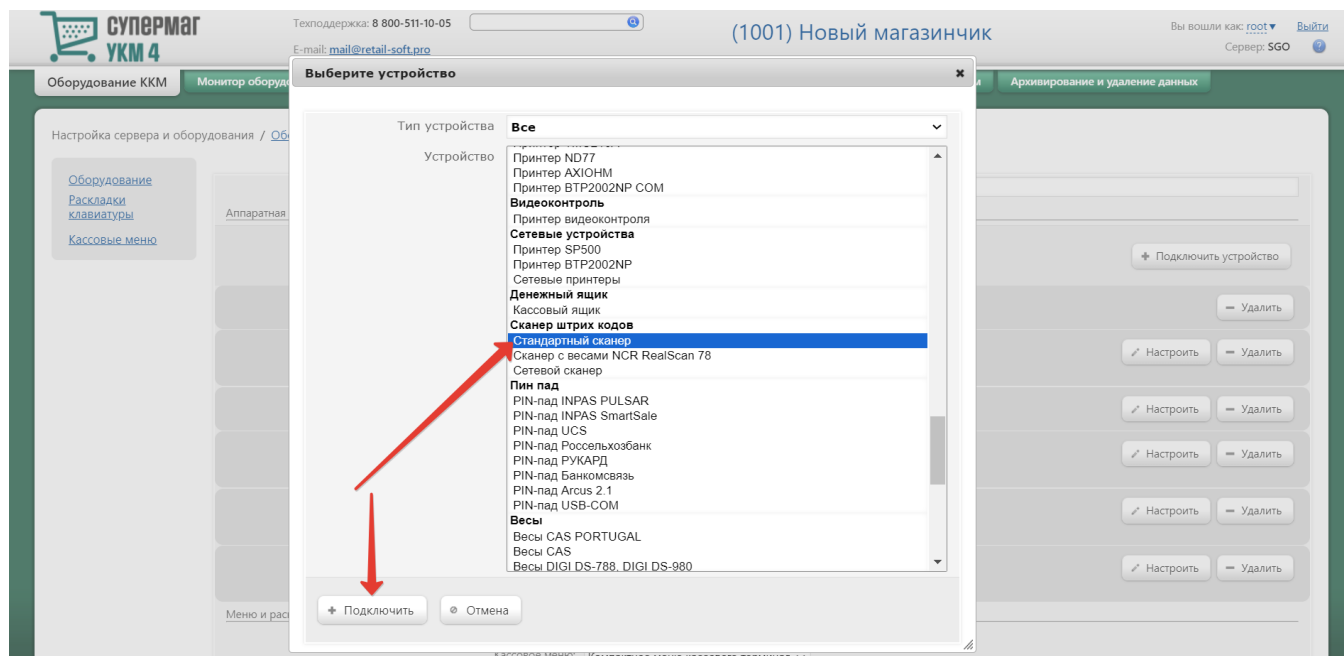 СУПЕРМАГ
УКМ 4
Техподдержка: 8 800-511-10-05
E-mail: mail@retail-soft.pro
(1001) Новый магазинчик
Вы вошли как: root▼ Выйти
Сервер: SGO ?
Оборудование ККМ
Монитор оборудо
Архивирование и удаление данных
Настройка сервера и оборудования / Об
Оборудование
Раскладки
клавиатуры
Кассовые меню
Аппаратная
Выберите устройство
Тип устройства Все
Устройство
Принтер ND77
Принтер AXIOHM
Принтер BTP2002NP COM
Видеоконтроль
Принтер видеоконтроля
Сетевые устройства
Принтер SP500
Принтер BTP2002NP
Сетевые принтеры
Денежный ящик
Кассовый ящик
Сканер штрих кодов
Стандартный сканер
Сканер с весами NCR RealScan 78
Сетевой сканер
Пин пад
PIN-пад INPAS PULSAR
PIN-пад INPAS SmartSale
PIN-пад UCS
PIN-пад Россельхозбанк
PIN-пад РУКАРД
PIN-пад Банкомсвязь
PIN-пад Arcus 2.1
PIN-пад USB-COM
Весы
Весы CAS PORTUGAL
Весы CAS
Весы DIGI DS-788, DIGI DS-980
+ Подключить
Отмена
+ Подключить устройство
− Удалить
Настроить − Удалить
Настроить − Удалить
Настроить − Удалить
Настроить − Удалить
Настроить − Удалить
Меню и рас
Кассовое меню: Компактное меню кассового терминала